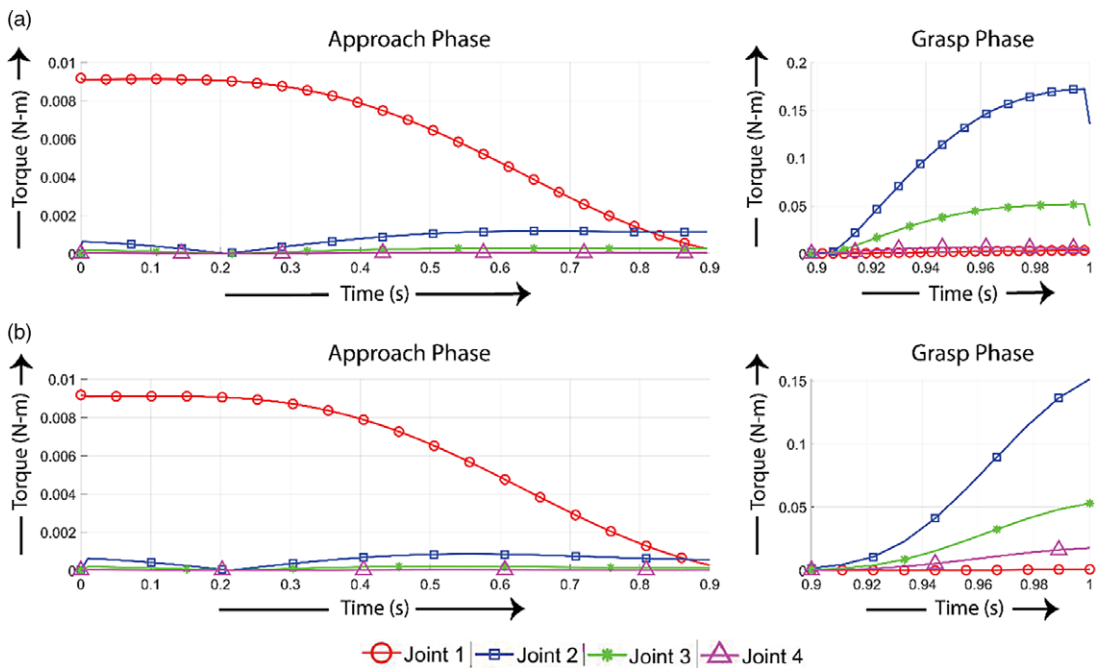 (a)
Approach Phase
Grasp Phase
Torque (N-m)
0.01
0.008
0.006
0.004
0.002
0
0 0.1 0.2 0.3 0.4 0.5 0.6 0.7 0.8 0.9
Time (s)
Torque (N-m)
0.2
0.15
0.1
0.05
0
0.9 0.92 0.94 0.96 0.98 1
Time (s)
(b)
Approach Phase
Grasp Phase
Torque (N-m)
0.01
0.008
0.006
0.004
0.002
0
0 0.1 0.2 0.3 0.4 0.5 0.6 0.7 0.8 0.9
Time (s)
Torque (N-m)
0.15
0.1
0.05
0
0.9 0.92 0.94 0.96 0.98 1
Time (s)
Joint 1 Joint 2 Joint 3 Joint 4